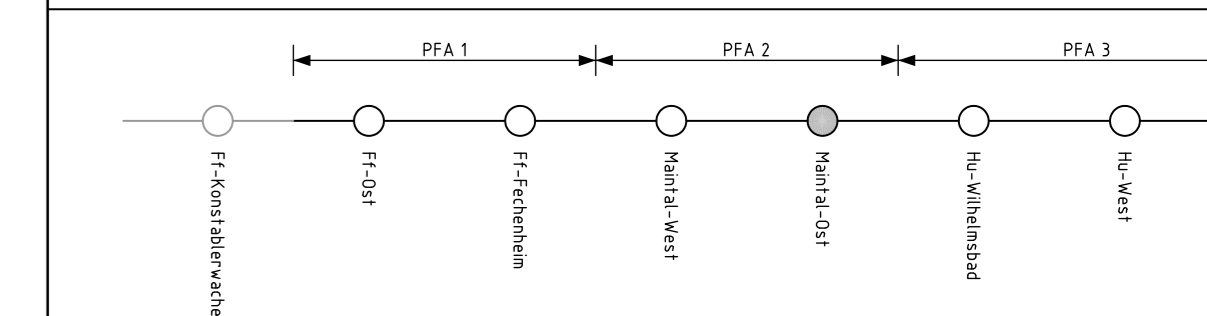 PFA 1
PFA 2
PFA 3
Ff-Konstablerwache
Ff-Ost
Ff-Fechenheim
Maintal-West
Maintal-Ost
Hu-Wilhelmsbad
Hu-West